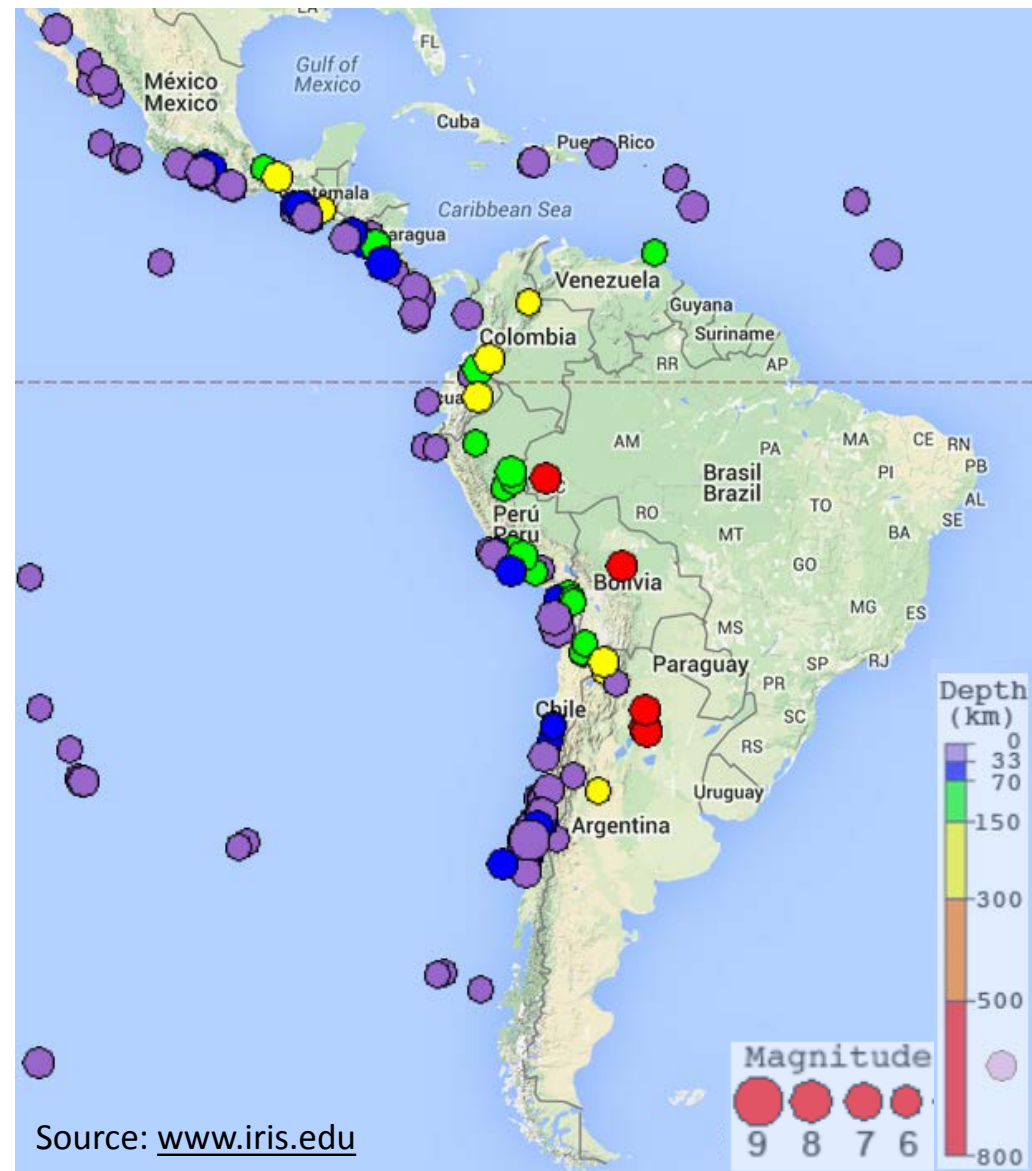 FL
Gulf of
Mexico
México
Mexico
Cuba
Puerto Rico
Guatemala
Caribbean Sea
Venezuela
Guyana
Suriname
Colombia
RR
AP
AM
PA
MA
CE
RN
PB
PI
AL
SE
Brasil
Brazil
TO
BA
Perú
Peru
RO
MT
GO
Bolivia
MG
ES
MS
Paraguay
SP
RJ
PR
Chile
SC
RS
Uruguay
Argentina
Depth
(km)
0
33
70
150
300
500
800
Magnitude
9 8 7 6
Source: www.iris.edu